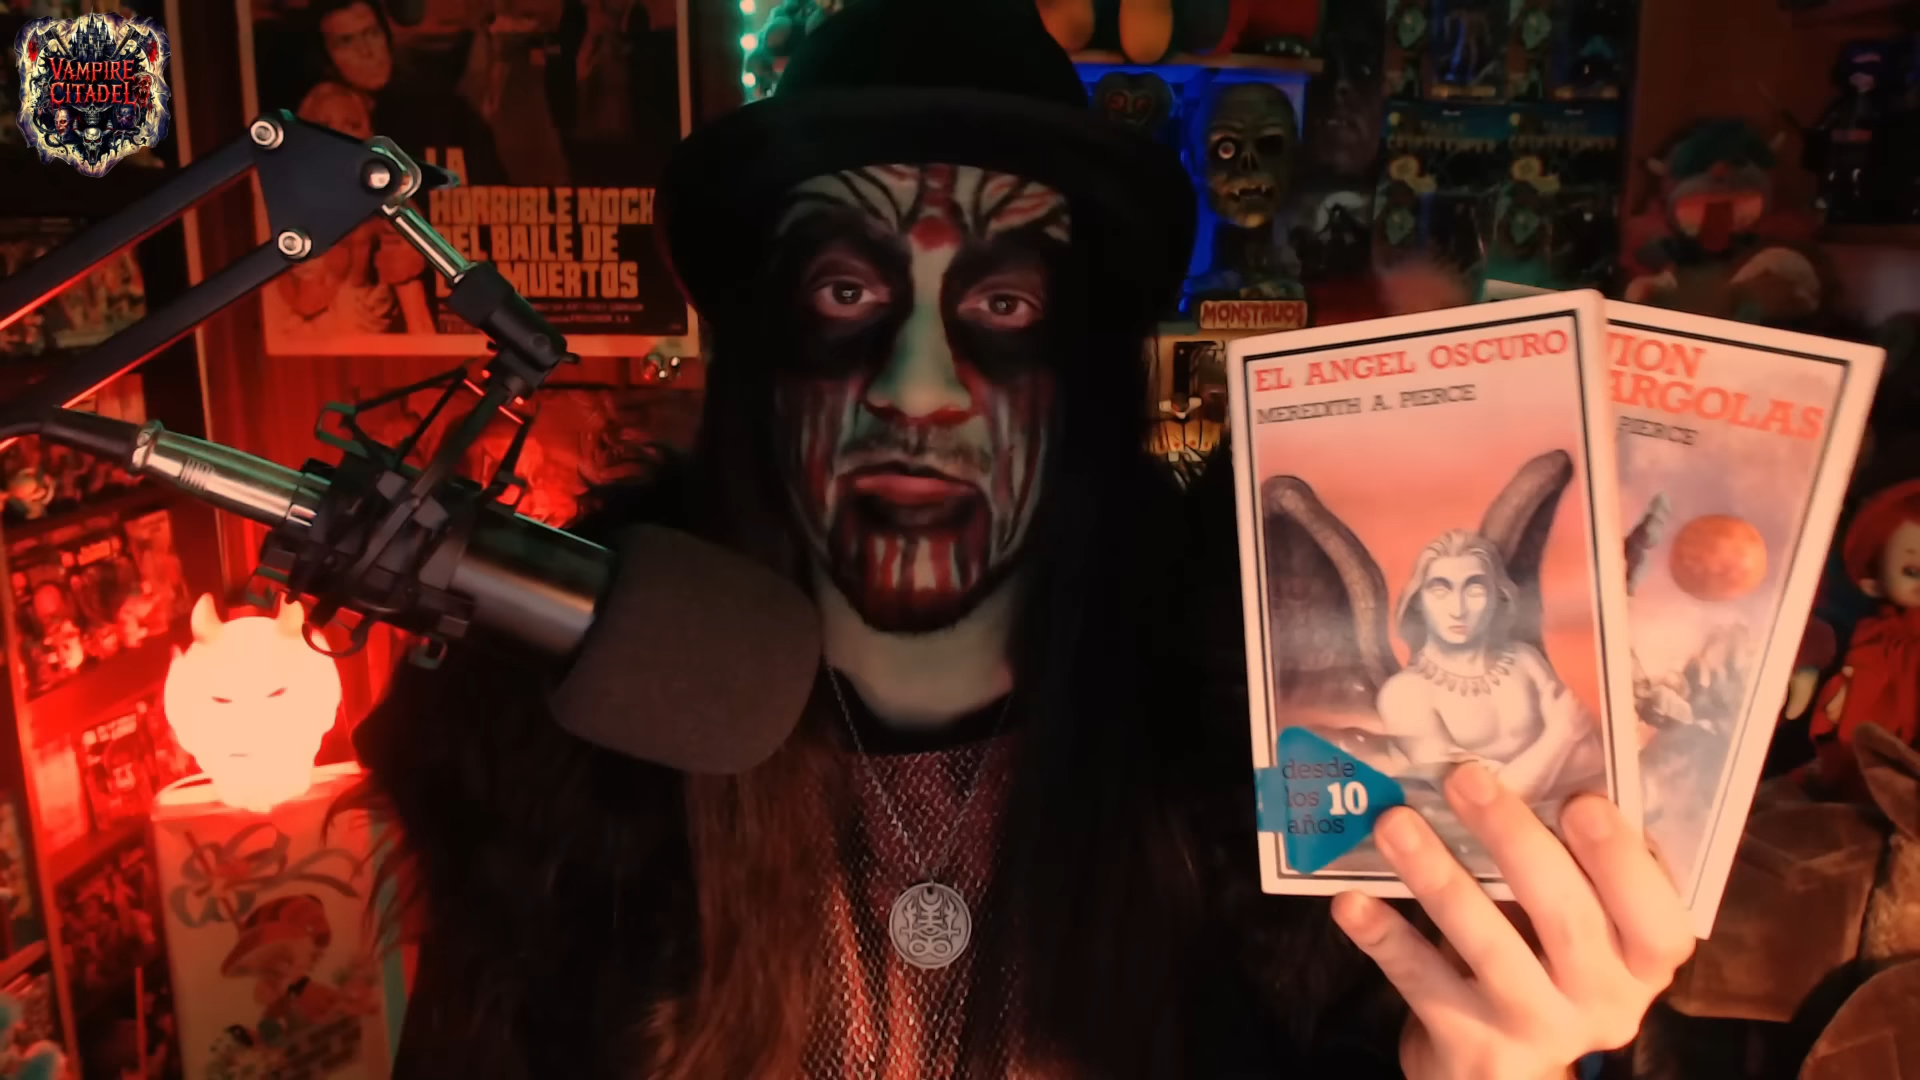 VAMPIRE
CITADEL
LA
HORRIBLE NOCH
DEL BAILE DE
MUERTOS
MONSTRUOS
EL ANGEL OSCURO
MEREDITH A. PIERCE
desde
los 10
años
VION
ARGOLAS
PIERCE